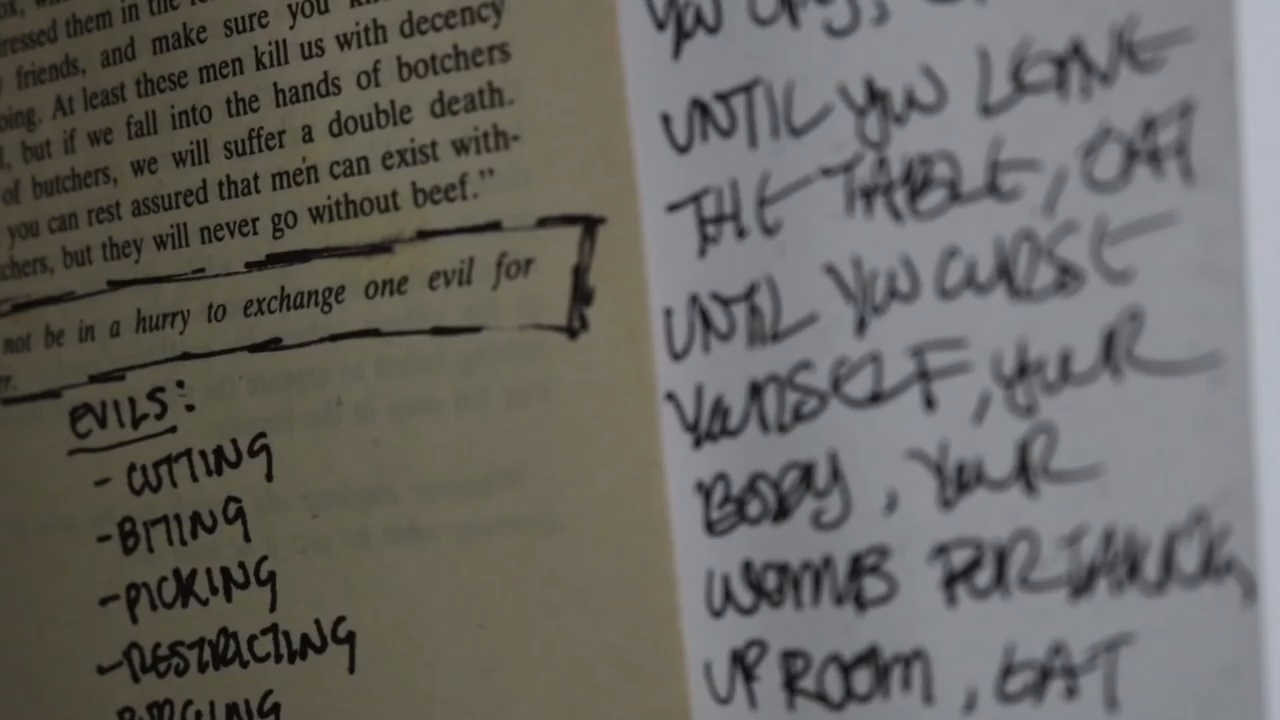 ressed them in the
friends, and make sure you
oing. At least these men kill us with decency
, but if we fall into the hands of botchers
of butchers, we will suffer a double death.
you can rest assured that men can exist with-
chers, but they will never go without beef.”
not be in a hurry to exchange one evil for
EVILS:
- CUTTING
- BITING
- PICKING
- RESTRICTING
UNTIL YOU LEAVE
THE TABLE, EAT
UNTIL YOU CURSE
YOURSELF, YOUR
BODY, YOUR
WOMB FOR TAKING
UP ROOM, EAT